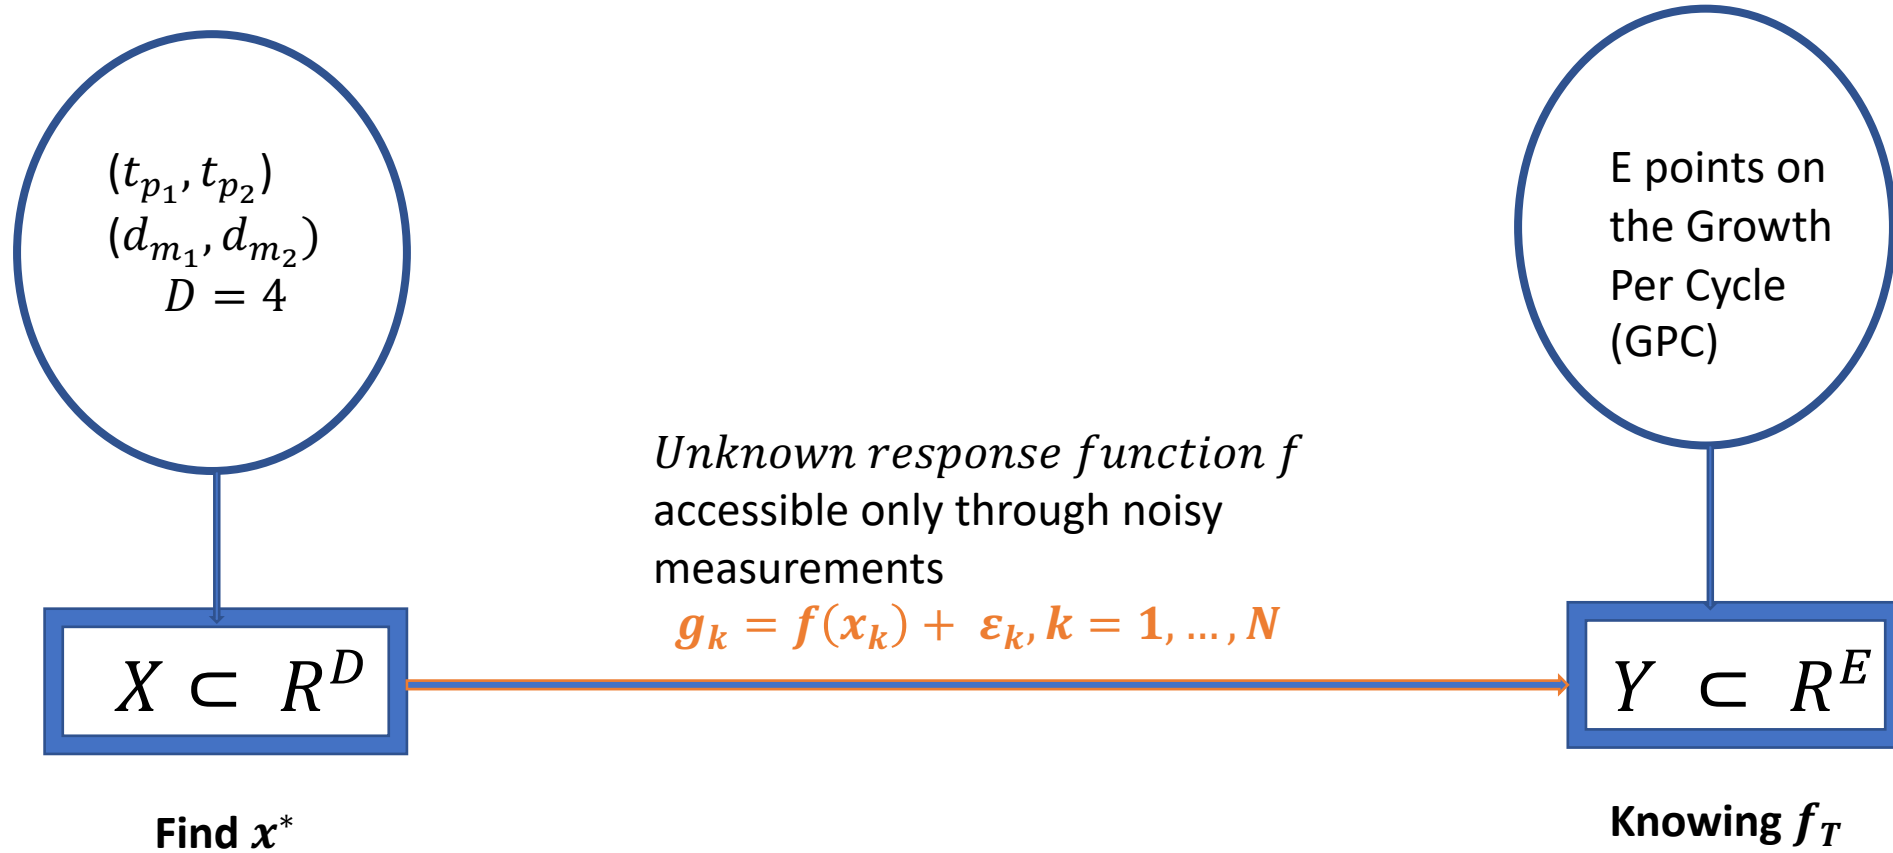 (t_{p_1}, t_{p_2})
(d_{m_1}, d_{m_2})
D = 4
E points on
the Growth
Per Cycle
(GPC)
Unknown response function f
accessible only through noisy
measurements
g_k = f(x_k) + ε_k, k = 1, … , N
X ⊂ R^D
Y ⊂ R^E
Find x*
Knowing f_T